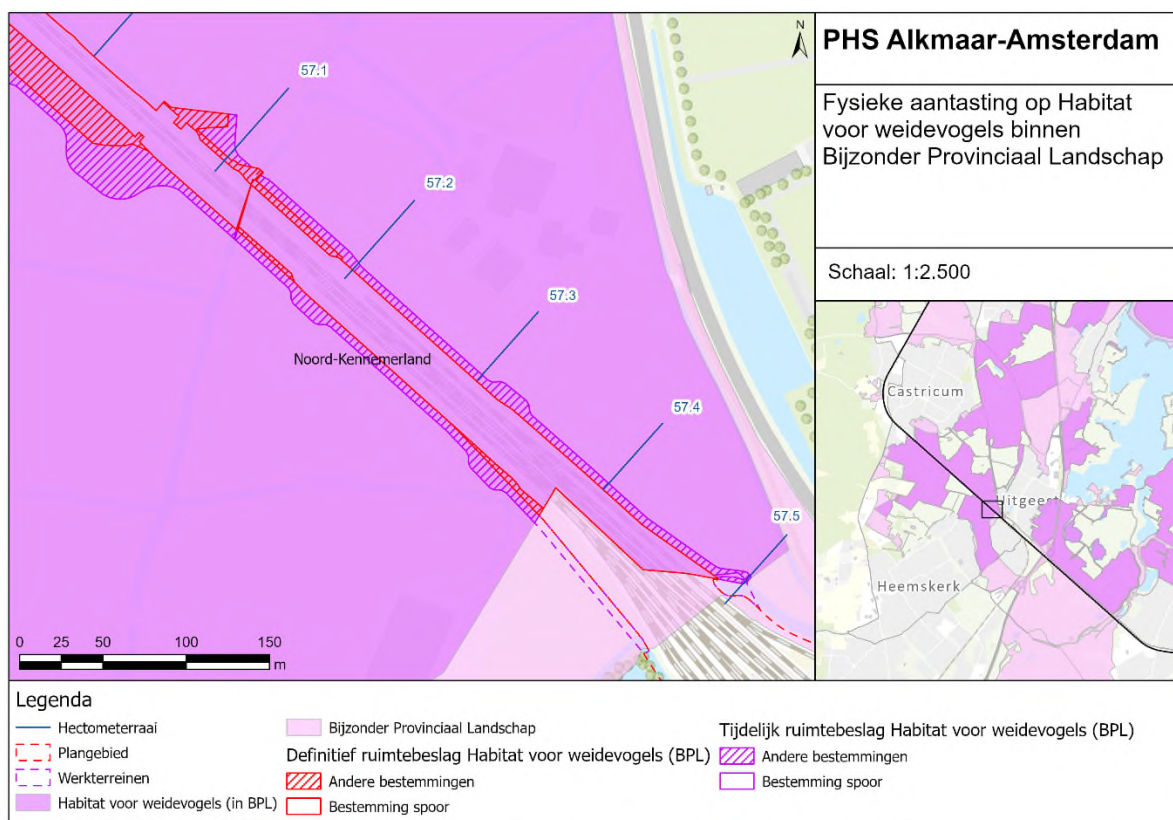 PHS Alkmaar-Amsterdam
Fysieke aantasting op Habitat
voor weidevogels binnen
Bijzonder Provinciaal Landschap
Schaal: 1:2.500
N
57.1
57.2
57.3
Noord-Kennemerland
57.4
57.5
0 25 50 100 150
m
Castricum
Uitgeest
Heemskerk
Legenda
Hectometerraai
Plangebied
Werkterreinen
Habitat voor weidevogels (in BPL)
Bijzonder Provinciaal Landschap
Definitief ruimtebeslag Habitat voor weidevogels (BPL)
Andere bestemmingen
Bestemming spoor
Tijdelijk ruimtebeslag Habitat voor weidevogels (BPL)
Andere bestemmingen
Bestemming spoor